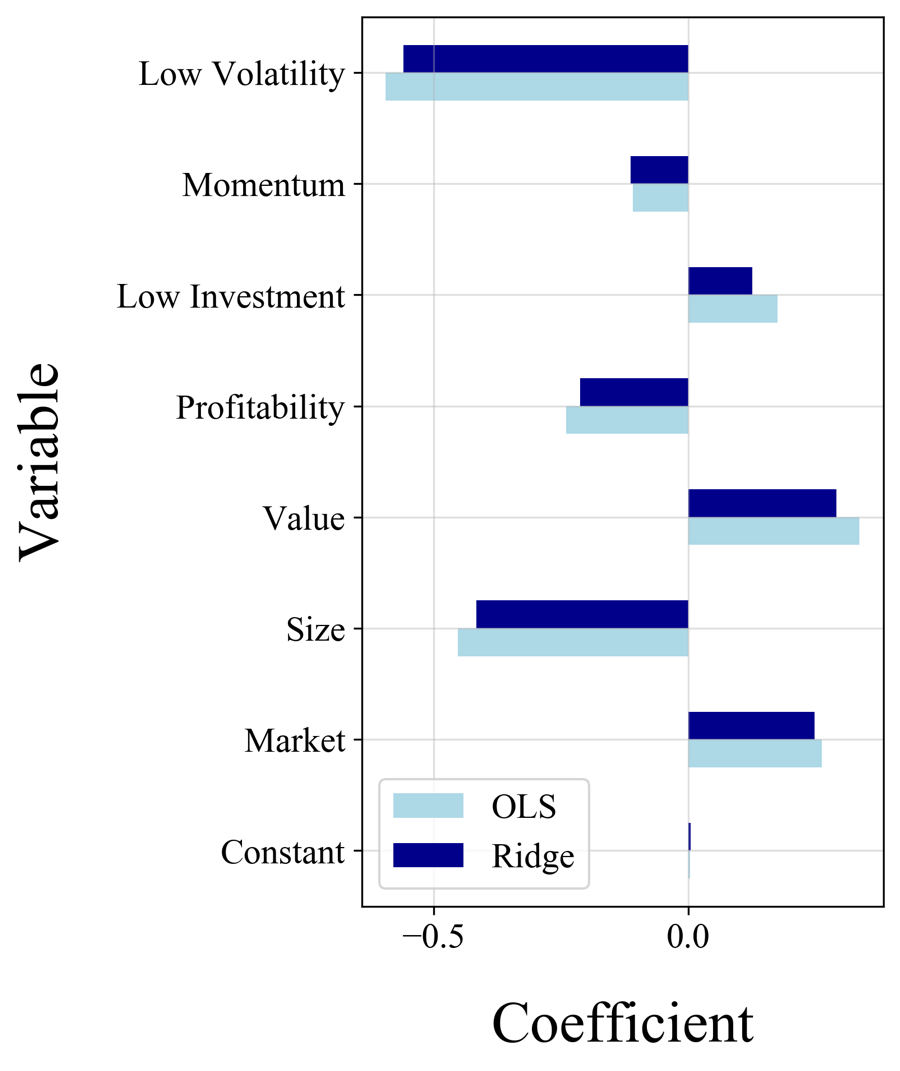 Low Volatility
Momentum
Low Investment
Profitability
Value
Size
Market
Constant
Variable
OLS
Ridge
−0.5
0.0
Coefficient